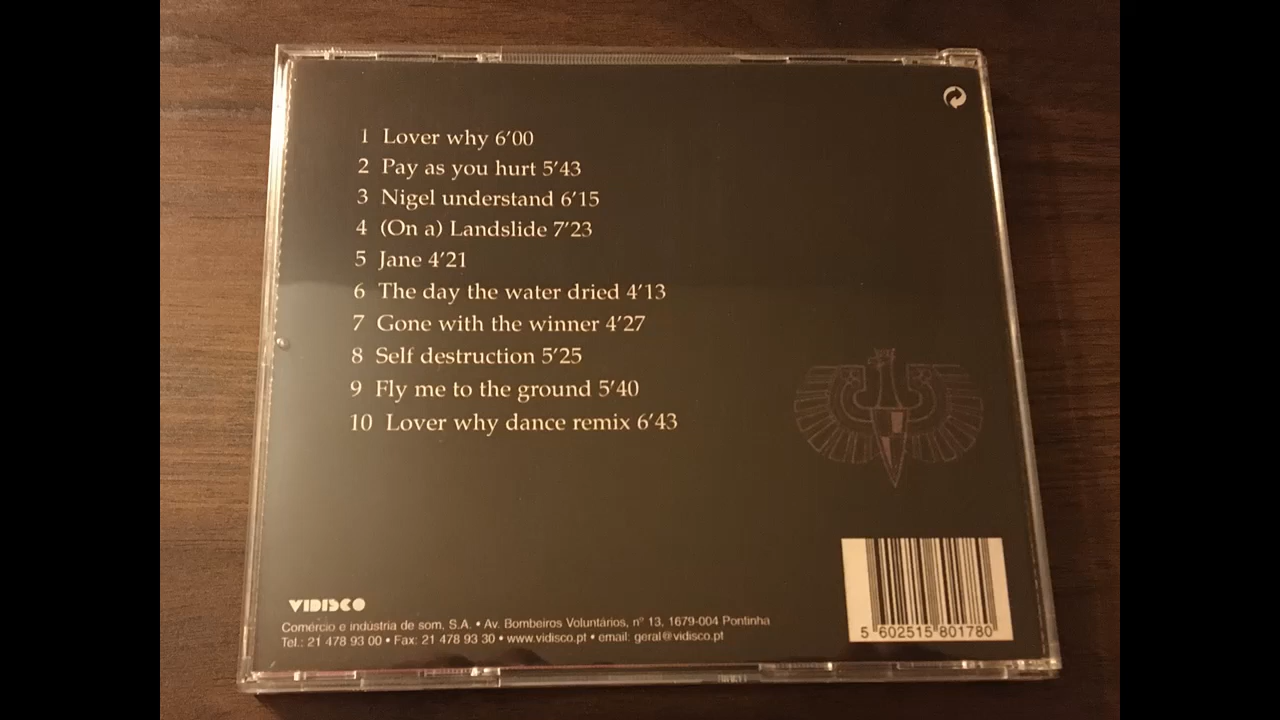 1 Lover why 6'00
2 Pay as you hurt 5'43
3 Nigel understand 6'15
4 (On a) Landslide 7'23
5 Jane 4'21
6 The day the water dried 4'13
7 Gone with the winner 4'27
8 Self destruction 5'25
9 Fly me to the ground 5'40
10 Lover why dance remix 6'43
VIDISCO
Comércio e indústria de som, S.A. • Av. Bombeiros Voluntários, nº 13, 1679-004 Pontinha
Tel.: 21 478 93 00 • Fax: 21 478 93 30 • www.vidisco.pt • email: geral@vidisco.pt
5 602515 801780